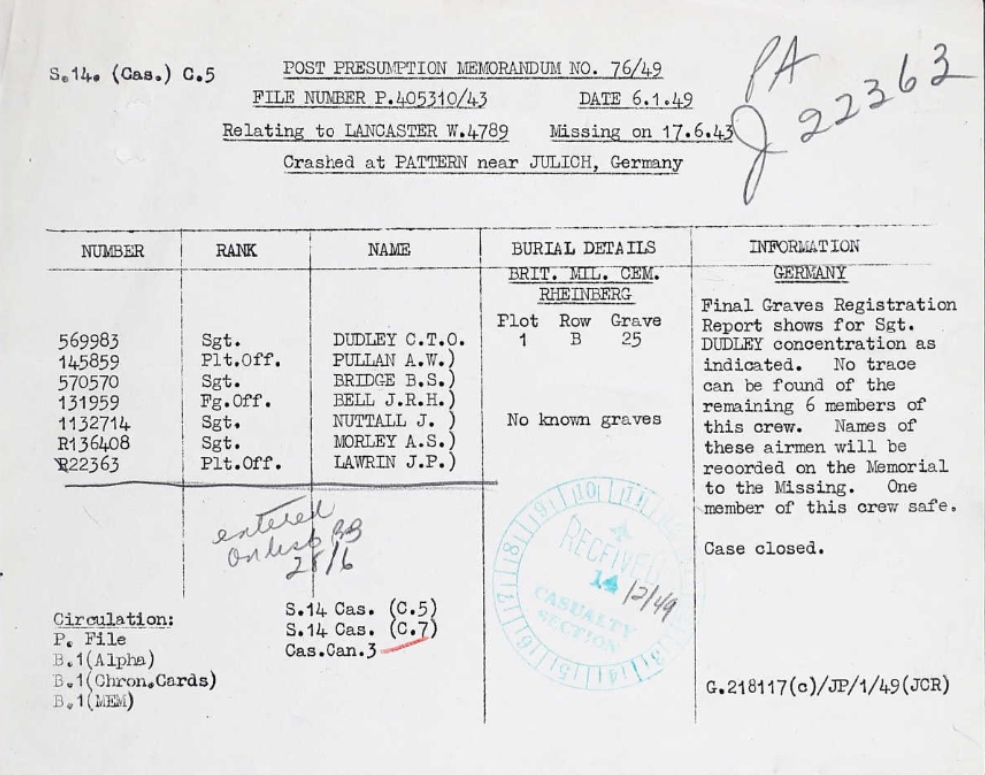 S.14. (Cas.) C.5
POST PRESUMPTION MEMORANDUM NO. 76/49
FILE NUMBER P.405310/43 DATE 6.1.49
Relating to LANCASTER W.4789 Missing on 17.6.43
Crashed at PATTERN near JULICH, Germany
PA
J 22363
NUMBER RANK NAME BURIAL DETAILS INFORMATION
BRIT. MIL. CEM. GERMANY
RHEINBERG
Plot Row Grave
569983 Sgt. DUDLEY C.T.O. 1 B 25
145859 Plt.Off. PULLAN A.W.)
570570 Sgt. BRIDGE B.S.)
131959 Fg.Off. BELL J.R.H.)
1132714 Sgt. NUTTALL J. ) No known graves
R136408 Sgt. MORLEY A.S.)
R22363 Plt.Off. LAWRIN J.P.)
Final Graves Registration
Report shows for Sgt.
DUDLEY concentration as
indicated. No trace
can be found of the
remaining 6 members of
this crew. Names of
these airmen will be
recorded on the Memorial
to the Missing. One
member of this crew safe.
Case closed.
entered
on list
28/6
RECEIVED
14/2/49
CASUALTY
SECTION
Circulation:
P. File
B.1(Alpha)
B.1(Chron.Cards)
B.1(MEM)
S.14 Cas. (C.5)
S.14 Cas. (C.7)
Cas.Can.3
G.218117(c)/JP/1/49(JCR)